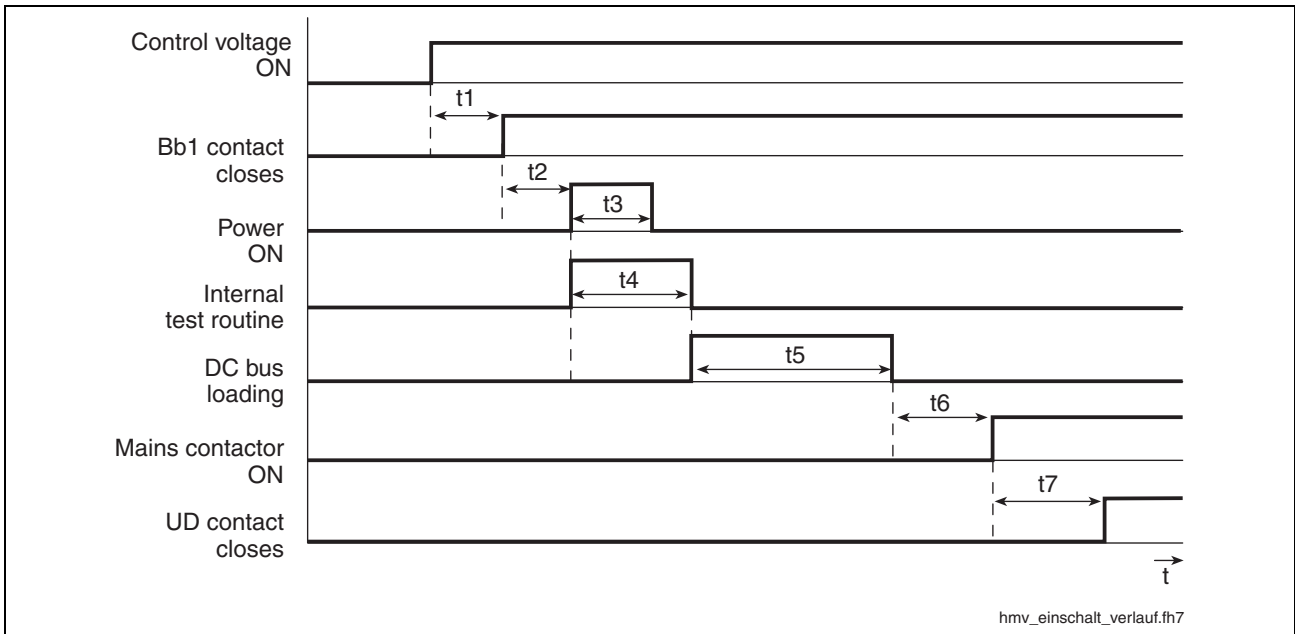 Control voltage
ON
t1
Bb1 contact
closes
t2
t3
Power
ON
t4
Internal
test routine
t5
DC bus
loading
t6
Mains contactor
ON
t7
UD contact
closes
t
hmv_einschalt_verlauf.fh7